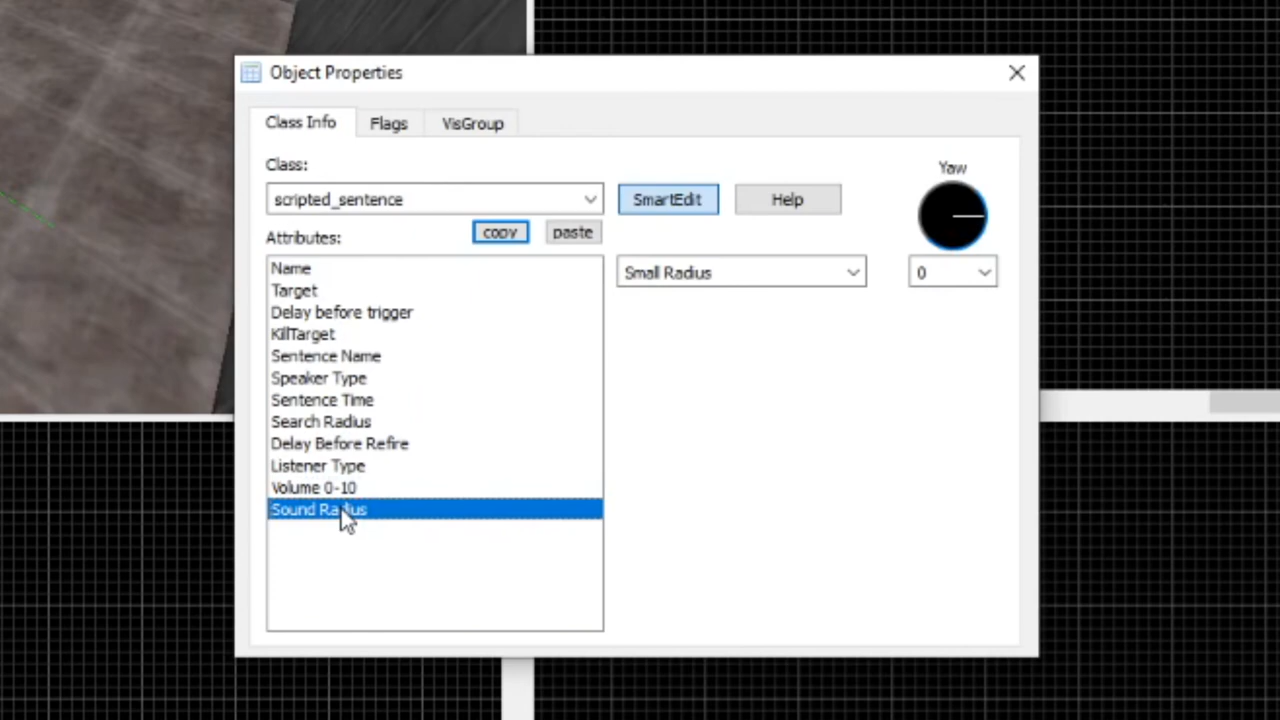 Object Properties
Class Info Flags VisGroup
Class: Yaw
scripted_sentence SmartEdit Help
Attributes: copy paste
Small Radius 0
Name
Target
Delay before trigger
KillTarget
Sentence Name
Speaker Type
Sentence Time
Search Radius
Delay Before Refire
Listener Type
Volume 0-10
Sound Radius